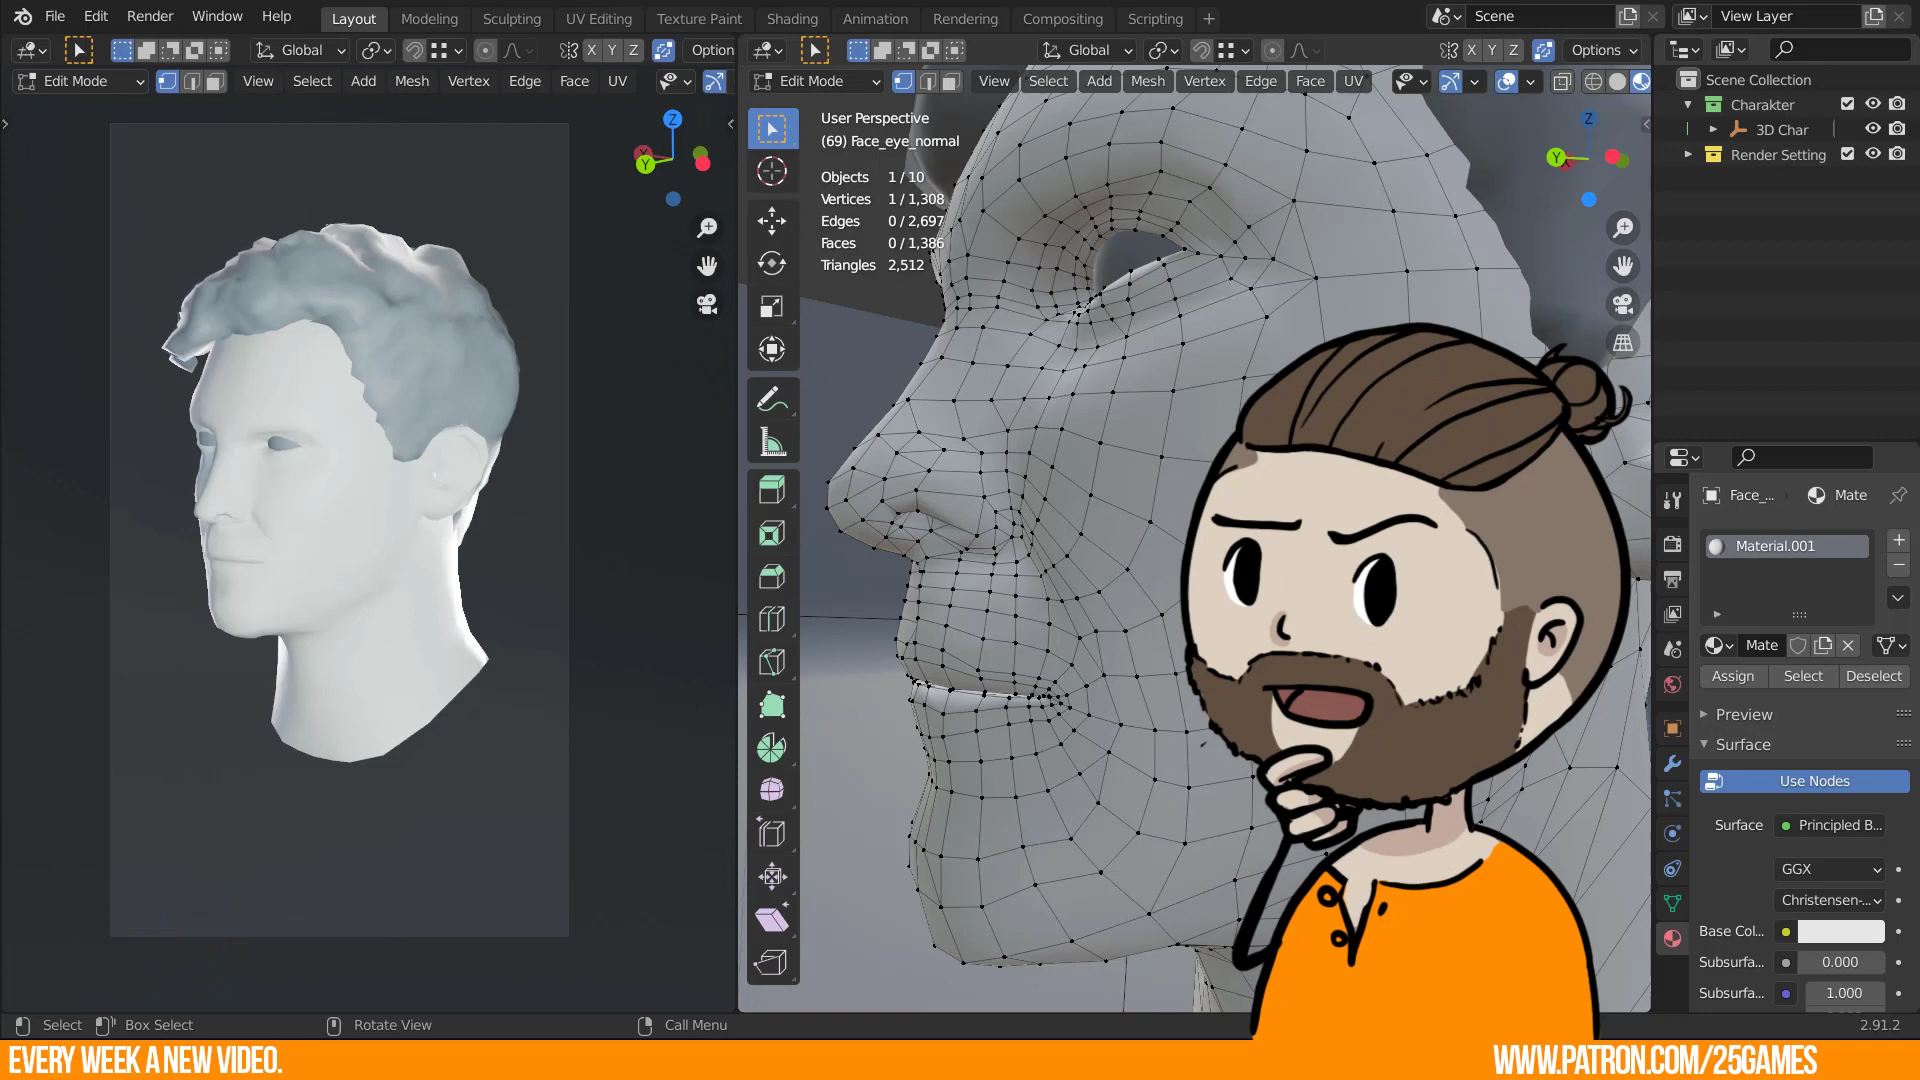 File Edit Render Window Help
Layout Modeling Sculpting UV Editing Texture Paint Shading Animation Rendering Compositing Scripting +
Scene
View Layer
Global X Y Z Option
Global X Y Z Options
Edit Mode View Select Add Mesh Vertex Edge Face UV
Edit Mode View Select Add Mesh Vertex Edge Face UV
Scene Collection
Charakter
3D Char
Render Setting
Z
Y
User Perspective
(69) Face_eye_normal
Objects 1 / 10
Vertices 1 / 1,308
Edges 0 / 2,697
Faces 0 / 1,386
Triangles 2,512
Z
Y
Face_... Mate
Material.001
Mate
Assign Select Deselect
Preview
Surface
Use Nodes
Surface Principled B...
GGX
Christensen-...
Base Col...
Subsurfa... 0.000
Subsurfa... 1.000
Select Box Select Rotate View Call Menu 2.91.2
EVERY WEEK A NEW VIDEO.
WWW.PATRON.COM/25GAMES